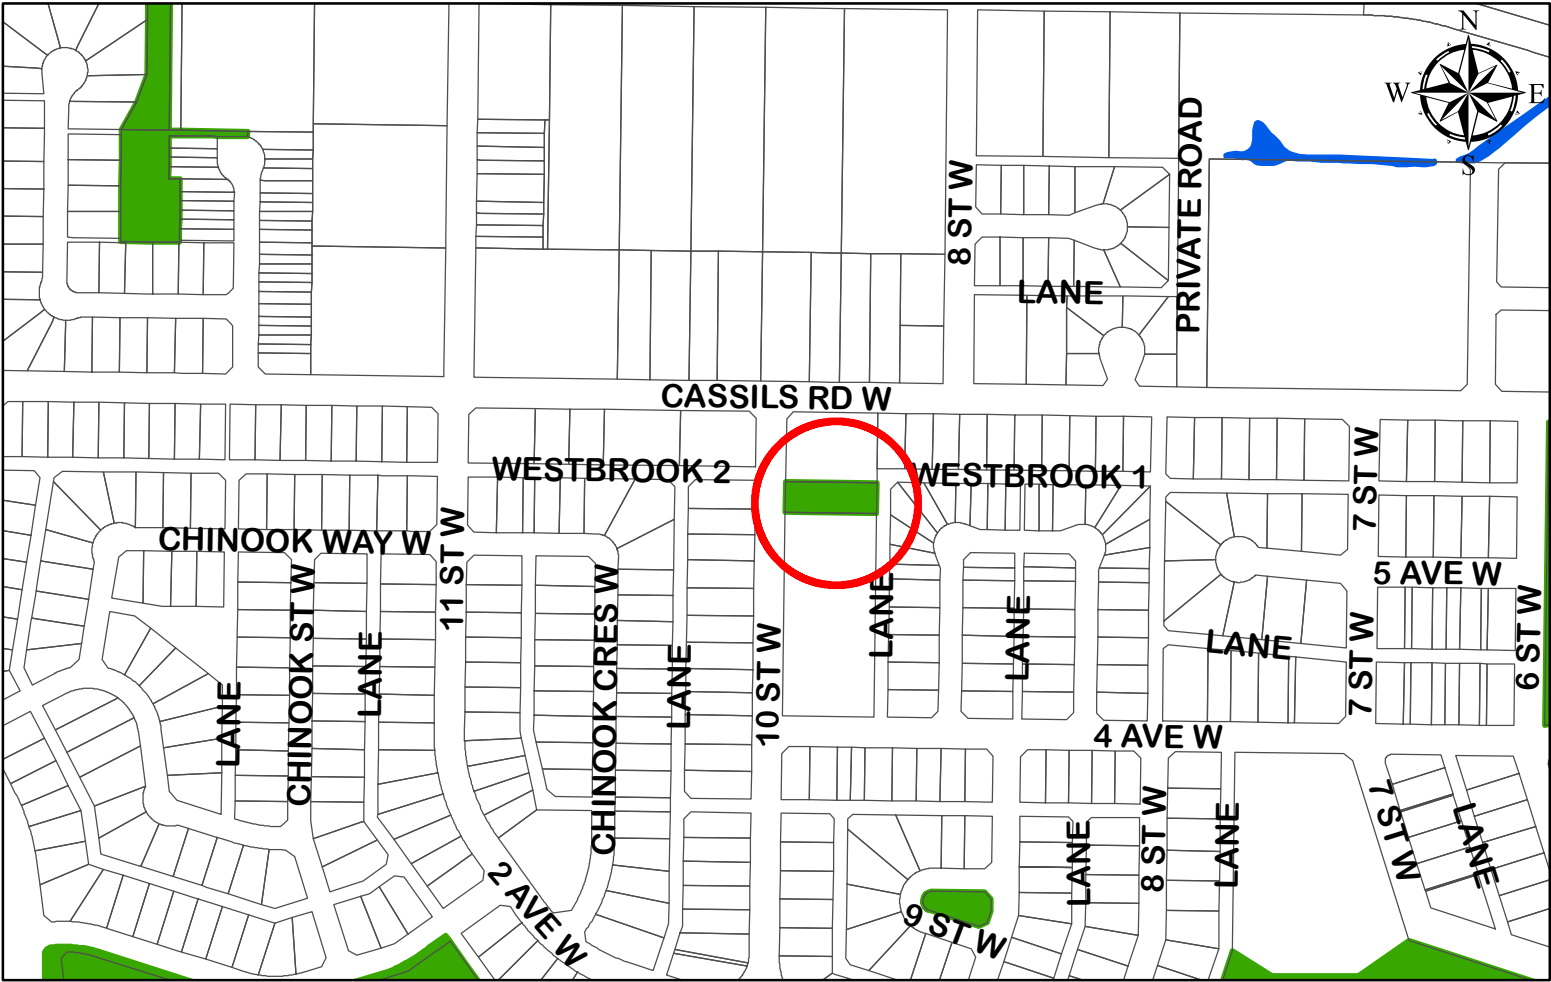 N
W
E
S
PRIVATE ROAD
8 ST W
LANE
CASSILS RD W
WESTBROOK 2
WESTBROOK 1
7 ST W
CHINOOK WAY W
11 ST W
5 AVE W
CHINOOK ST W
CHINOOK CRES W
LANE
LANE
LANE
6 ST W
LANE
7 ST W
LANE
LANE
LANE
10 ST W
4 AVE W
7 ST W
8 ST W
LANE
LANE
LANE
2 AVE W
9 ST W